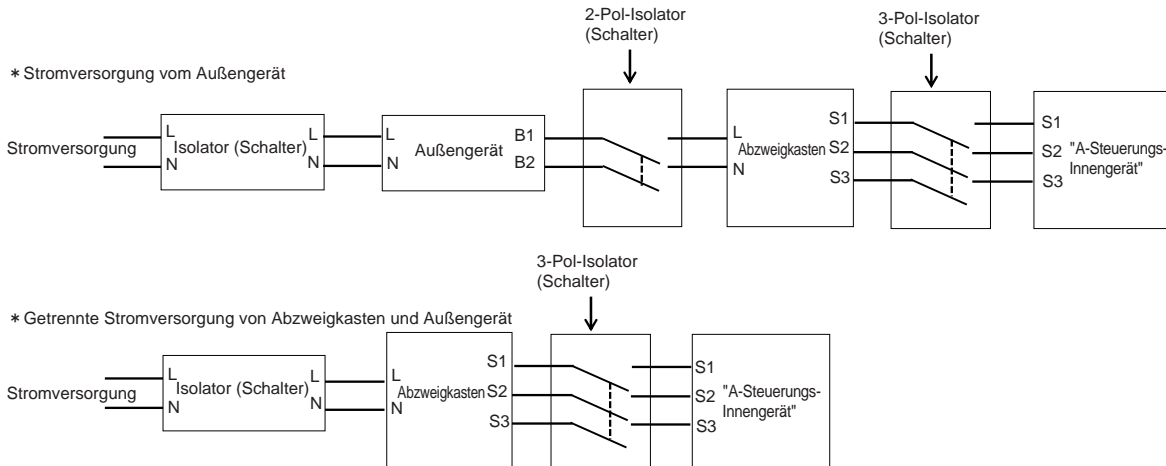 2-Pol-Isolator
(Schalter)
3-Pol-Isolator
(Schalter)
* Stromversorgung vom Außengerät
Stromversorgung
L
N
Isolator (Schalter)
L
N
L
N
Außengerät
B1
B2
L
N
Abzweigkasten
S1
S2
S3
S1
S2
S3
"A-Steuerungs-
Innengerät"
3-Pol-Isolator
(Schalter)
* Getrennte Stromversorgung von Abzweigkasten und Außengerät
Stromversorgung
L
N
Isolator (Schalter)
L
N
L
N
Abzweigkasten
S1
S2
S3
S1
S2
S3
"A-Steuerungs-
Innengerät"